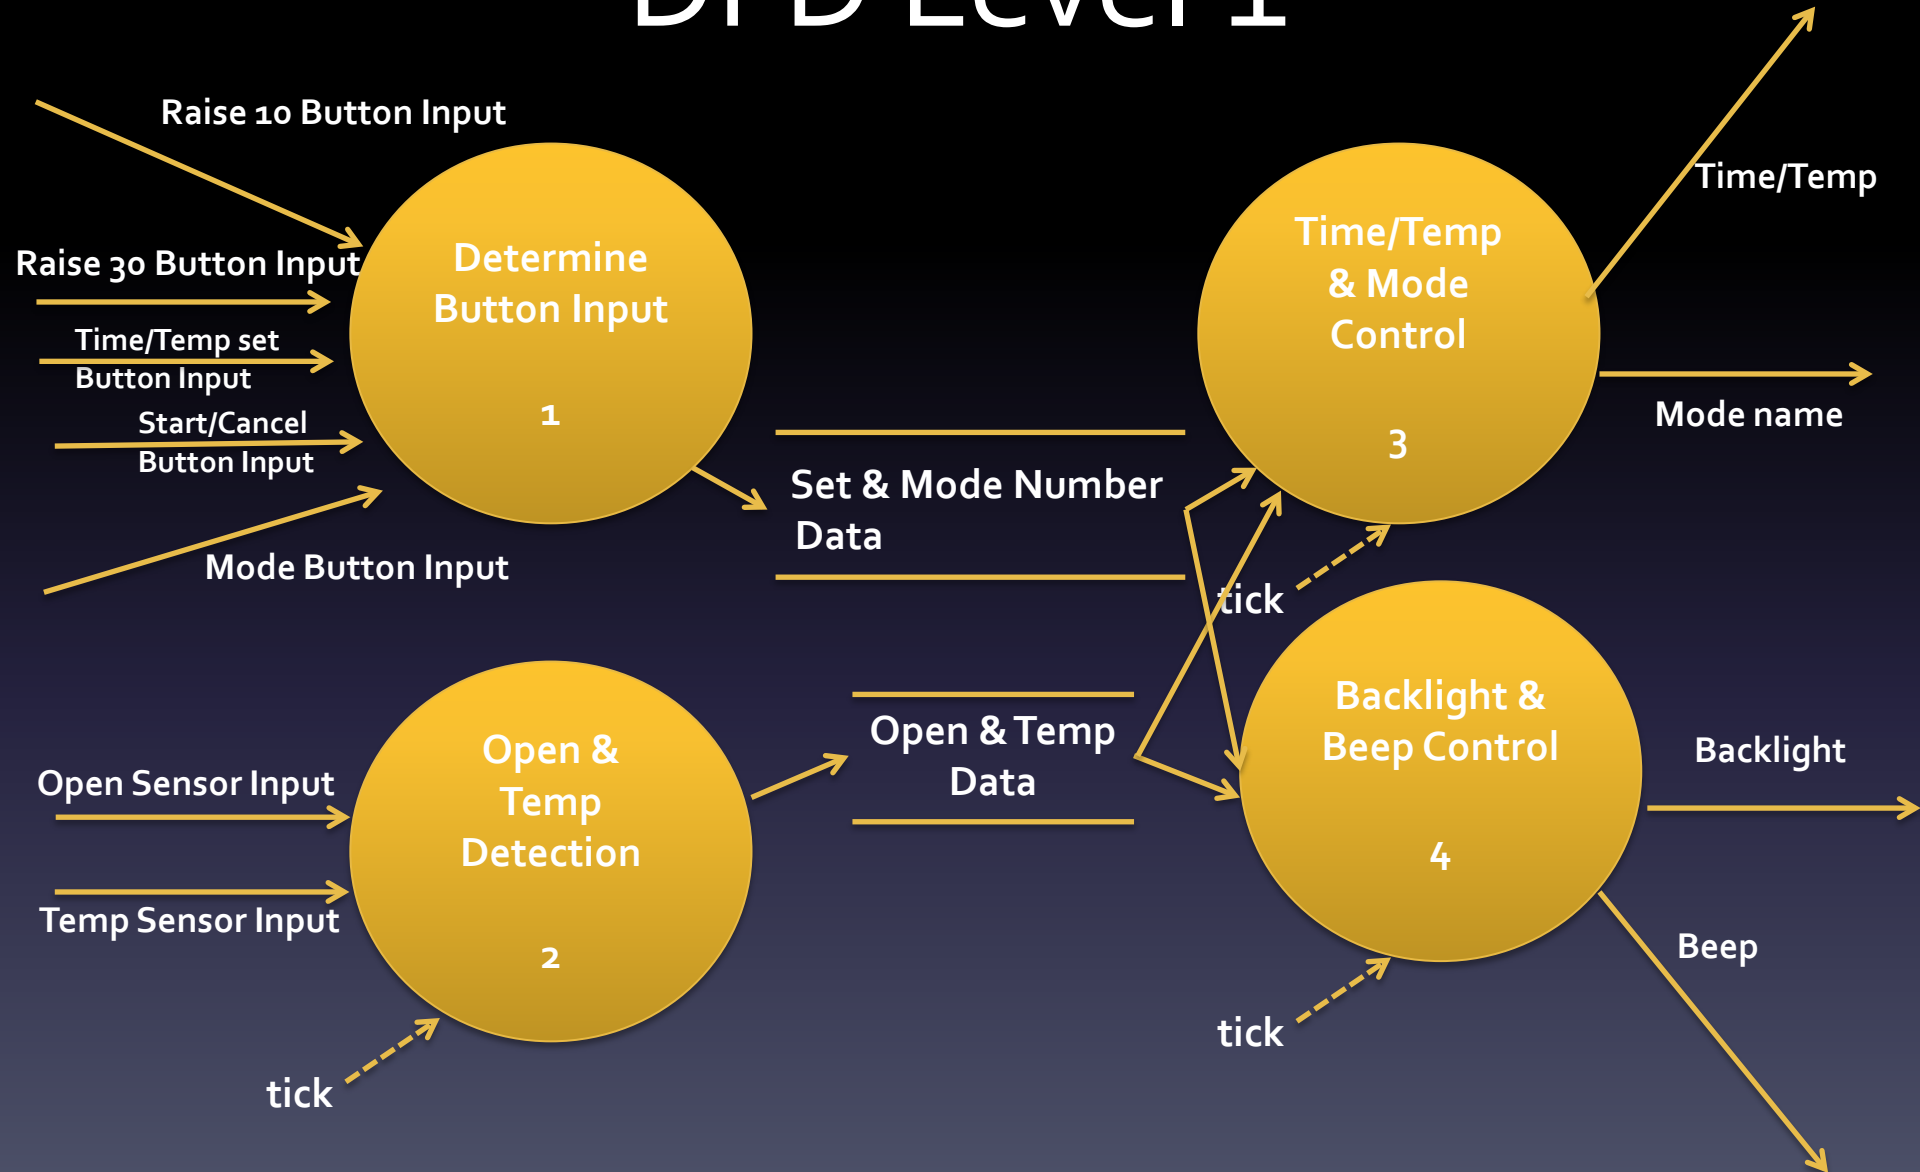 DFD Level 1
Raise 10 Button Input
Raise 30 Button Input
Time/Temp set
Button Input
Start/Cancel
Button Input
Mode Button Input
Determine
Button Input
1
Set & Mode Number
Data
Time/Temp
& Mode
Control
3
Time/Temp
Mode name
tick
Open Sensor Input
Temp Sensor Input
Open &
Temp
Detection
2
tick
Open & Temp
Data
Backlight &
Beep Control
4
tick
Backlight
Beep